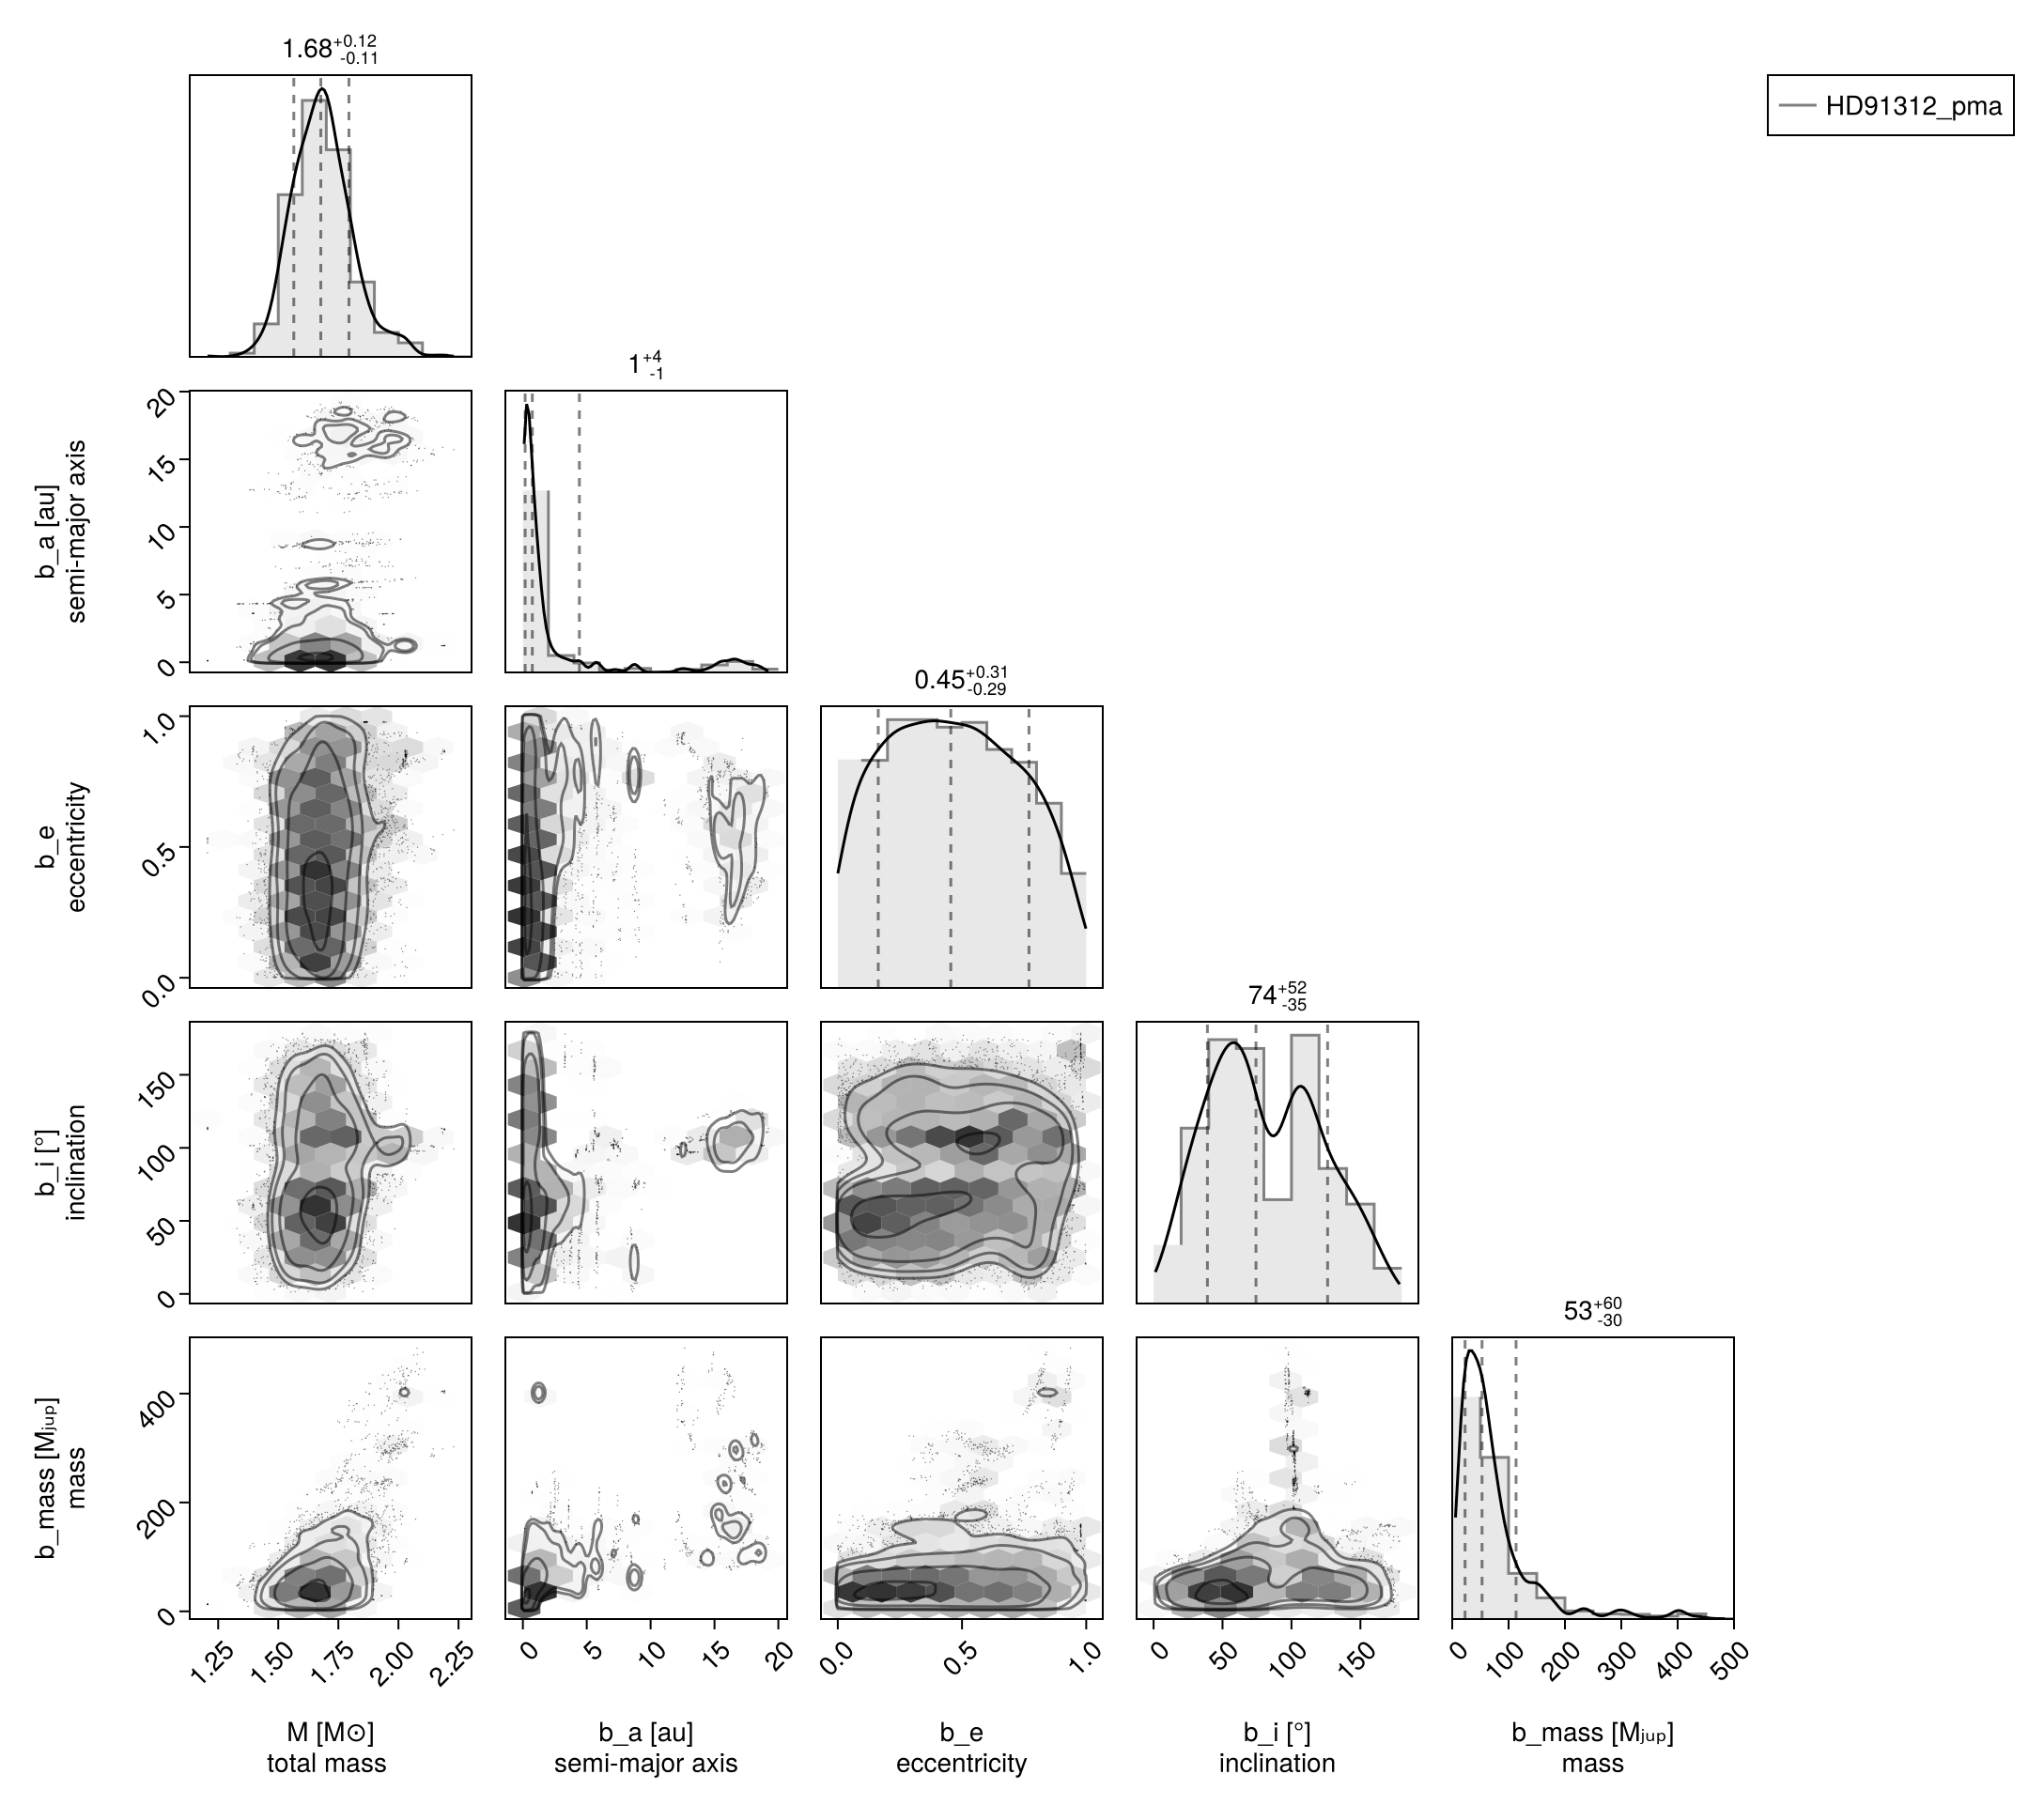 1.68+0.12
-0.11
HD91312_pma
1+4
-1
20
15
10
5
0
b_a [au]
semi-major axis
0.45+0.31
-0.29
1.0
0.5
0.0
b_e
eccentricity
74+52
-35
150
100
50
0
b_i [°]
inclination
53+60
-30
400
200
0
b_mass [Mⱼᵤₚ]
mass
1.25 1.50 1.75 2.00 2.25 0 5 10 15 20 0.0 0.5 1.0 0 50 100 150 0 100 200 300 400 500
M [M⊙] b_a [au] b_e b_i [°] b_mass [Mⱼᵤₚ]
total mass semi-major axis eccentricity inclination mass